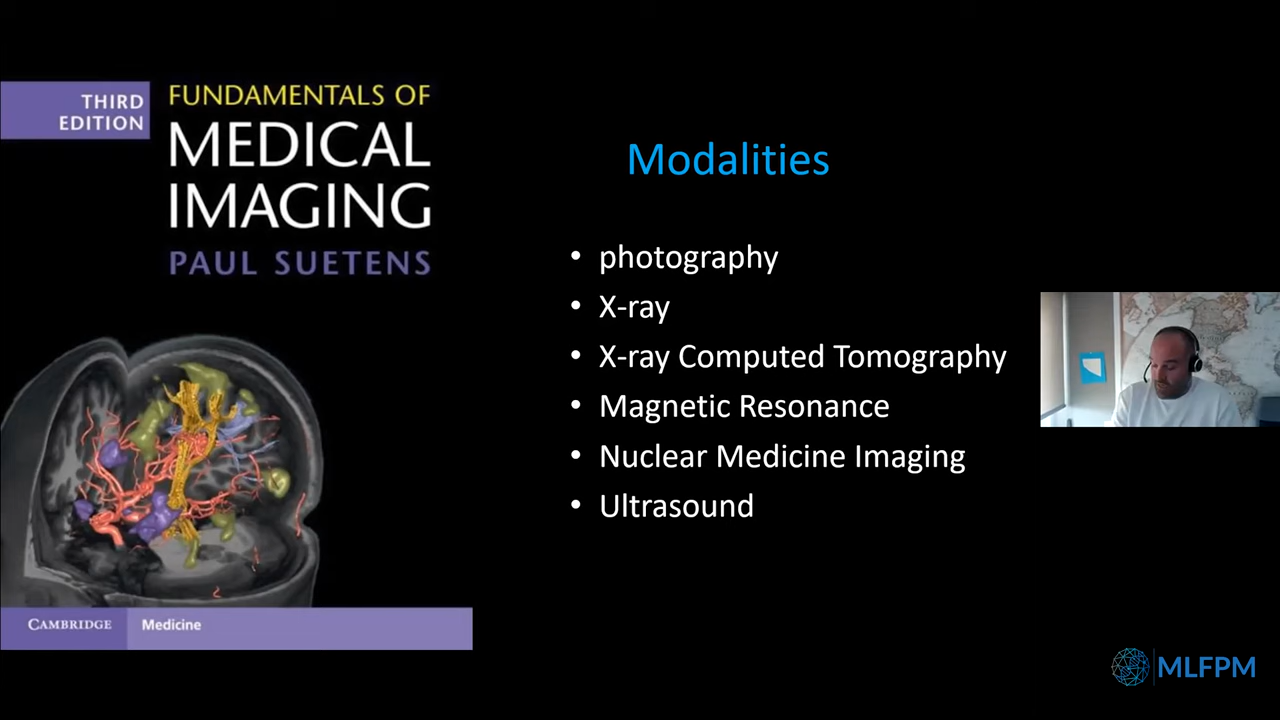 THIRD
EDITION
FUNDAMENTALS OF
MEDICAL
IMAGING
PAUL SUETENS
CAMBRIDGE
Medicine
Modalities
• photography
• X-ray
• X-ray Computed Tomography
• Magnetic Resonance
• Nuclear Medicine Imaging
• Ultrasound
MLFPM